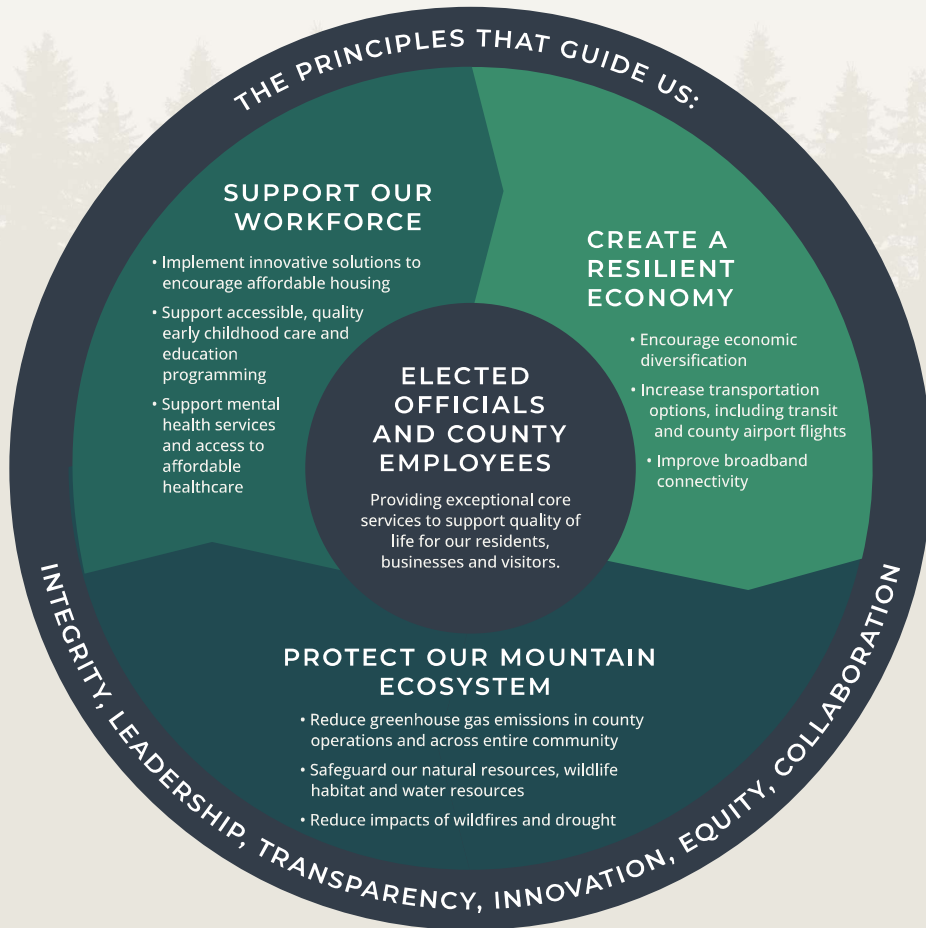 THE PRINCIPLES THAT GUIDE US:
SUPPORT OUR
WORKFORCE
• Implement innovative solutions to
encourage affordable housing
• Support accessible, quality
early childhood care and
education
programming
• Support mental
health services
and access to
affordable
healthcare
CREATE A
RESILIENT
ECONOMY
• Encourage economic
diversification
• Increase transportation
options, including transit
and county airport flights
• Improve broadband
connectivity
ELECTED
OFFICIALS
AND COUNTY
EMPLOYEES
Providing exceptional core
services to support quality of
life for our residents,
businesses and visitors.
PROTECT OUR MOUNTAIN
ECOSYSTEM
• Reduce greenhouse gas emissions in county
operations and across entire community
• Safeguard our natural resources, wildlife
habitat and water resources
• Reduce impacts of wildfires and drought
INTEGRITY, LEADERSHIP, TRANSPARENCY, INNOVATION, EQUITY, COLLABORATION